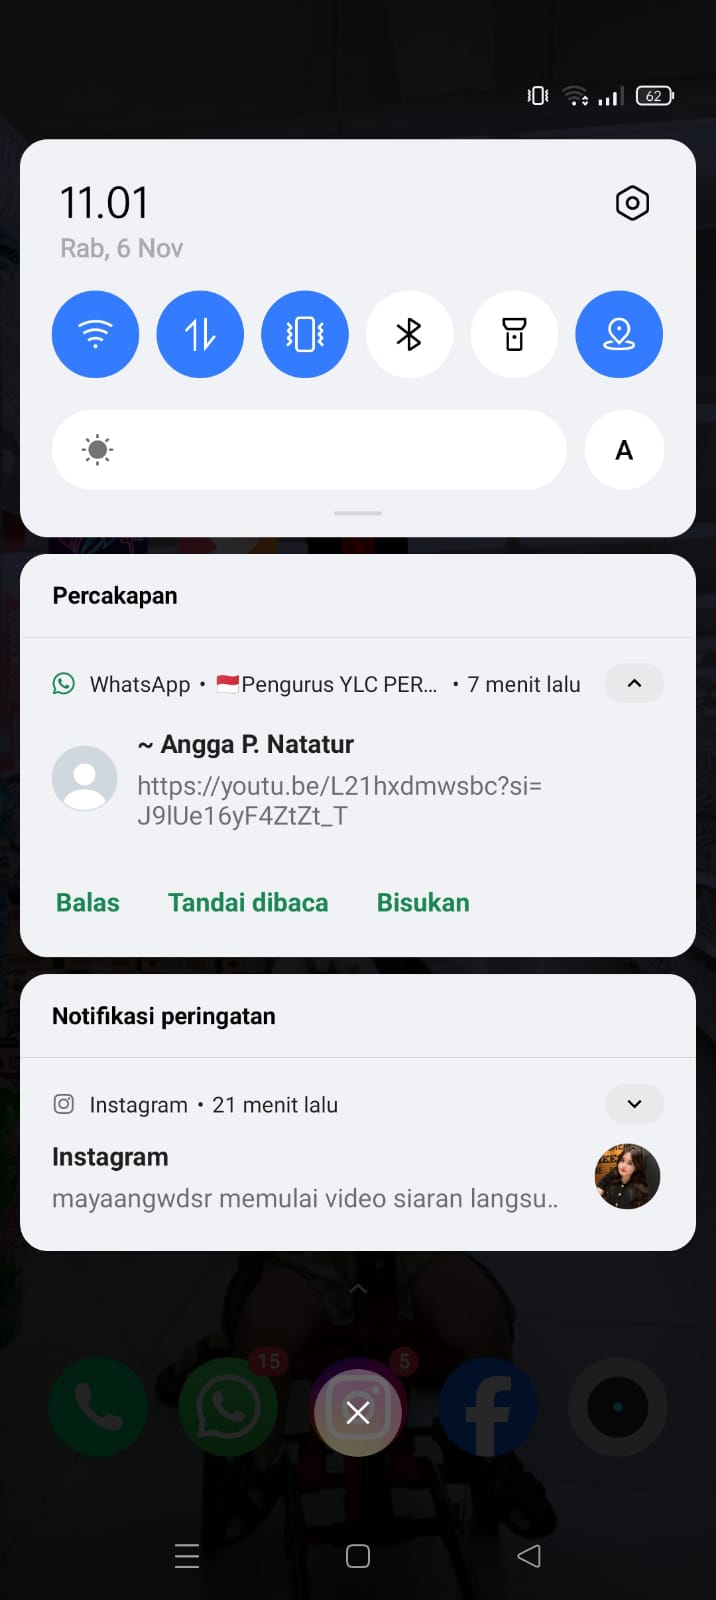 62
11.01
Rab, 6 Nov
A
Percakapan
WhatsApp • 🇮🇩Pengurus YLC PER... • 7 menit lalu
~ Angga P. Natatur
https://youtu.be/L21hxdmwsbc?si=
J9lUe16yF4ZtZt_T
Balas Tandai dibaca Bisukan
Notifikasi peringatan
Instagram • 21 menit lalu
Instagram
mayaangwdsr memulai video siaran langsu..
15 5